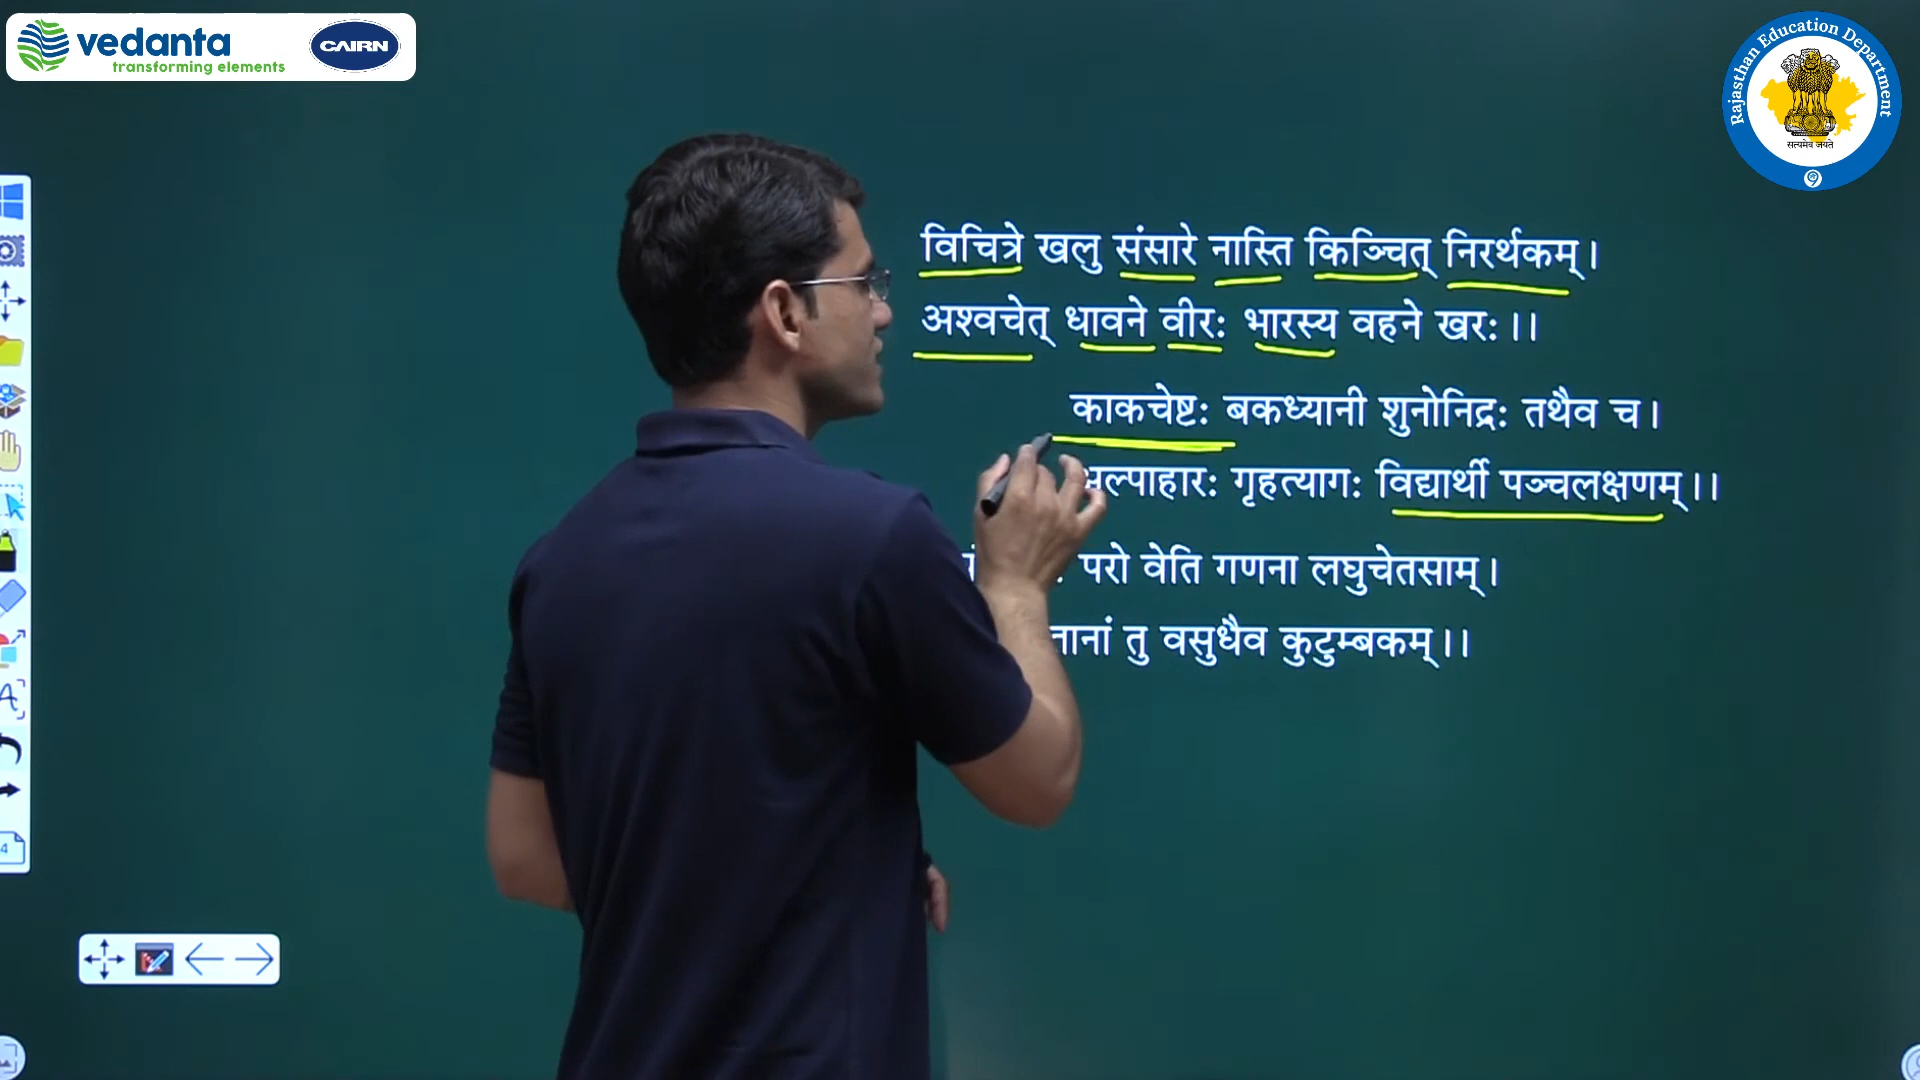 vedanta
transforming elements
CAIRN
Rajasthan Education Department
सत्यमेव जयते
विचित्रे खलु संसारे नास्ति किञ्चित् निरर्थकम्।
अश्वचेत् धावने वीरः भारस्य वहने खरः।।
काकचेष्टः बकध्यानी शुनोनिद्रः तथैव च।
गृहत्यागः विद्यार्थी पञ्चलक्षणम्।।
परो वेति गणना लघुचेतसाम्।
तु वसुधैव कुटुम्बकम्।।
4